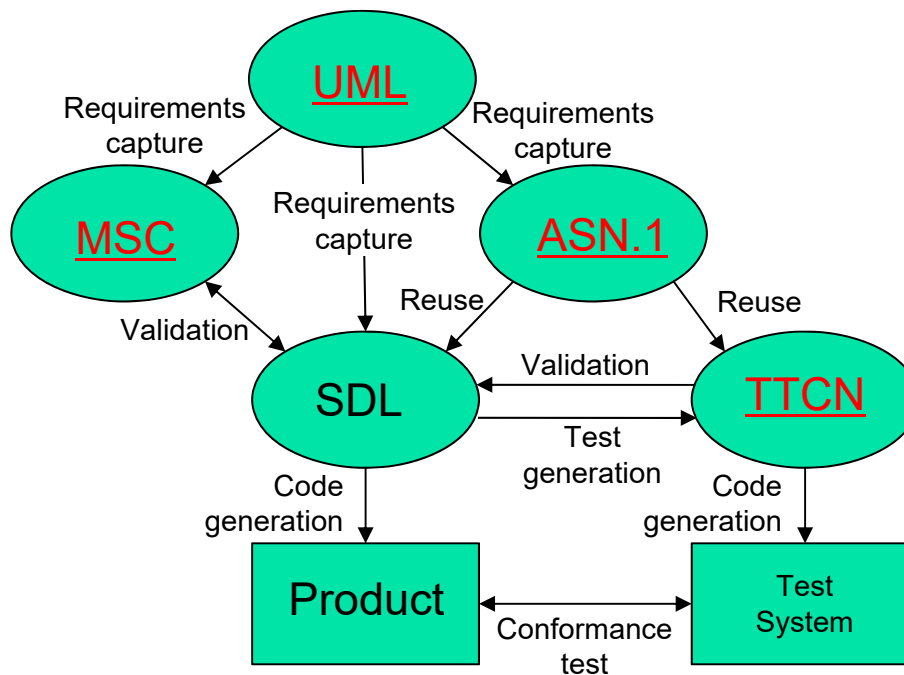 UML
Requirements
capture
Requirements
capture
Requirements
capture
MSC
ASN.1
Validation
Reuse
Reuse
SDL
Validation
TTCN
Test
generation
Code
generation
Code
generation
Product
Test
System
Conformance
test